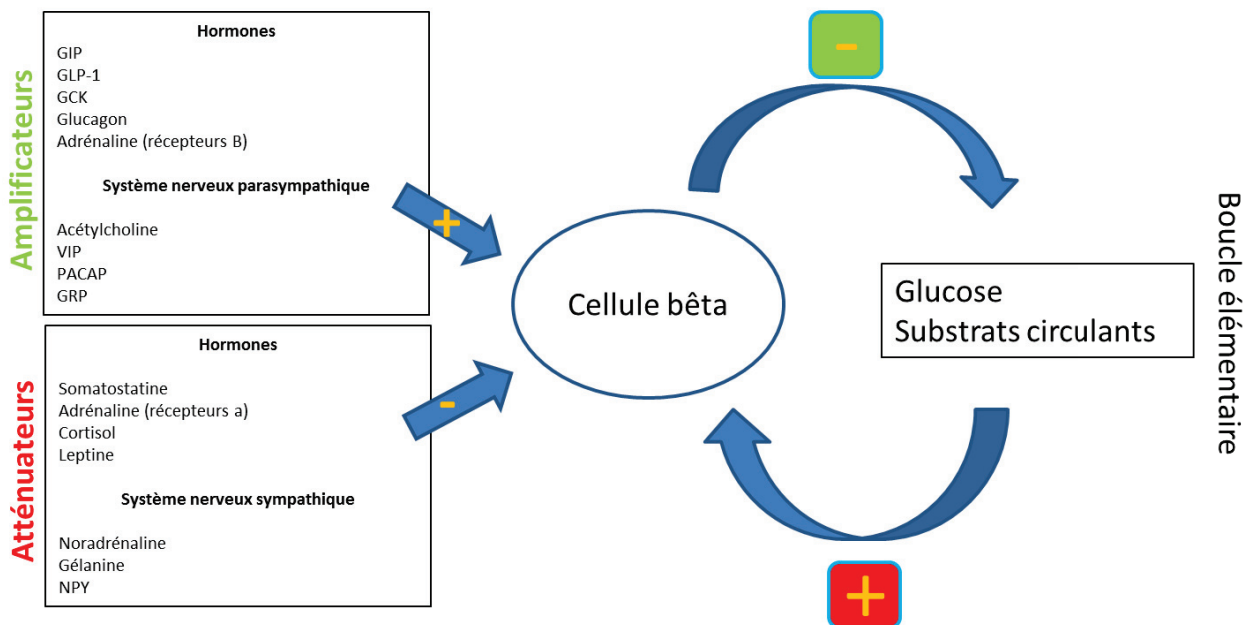 Amplificateurs
Hormones
GIP
GLP-1
GCK
Glucagon
Adrénaline (récepteurs B)
Système nerveux parasympathique
Acétylcholine
VIP
PACAP
GRP
+
Atténuateurs
Hormones
Somatostatine
Adrénaline (récepteurs a)
Cortisol
Leptine
Système nerveux sympathique
Noradrénaline
Gélanine
NPY
-
Cellule bêta
-
Glucose
Substrats circulants
+
Boucle élémentaire